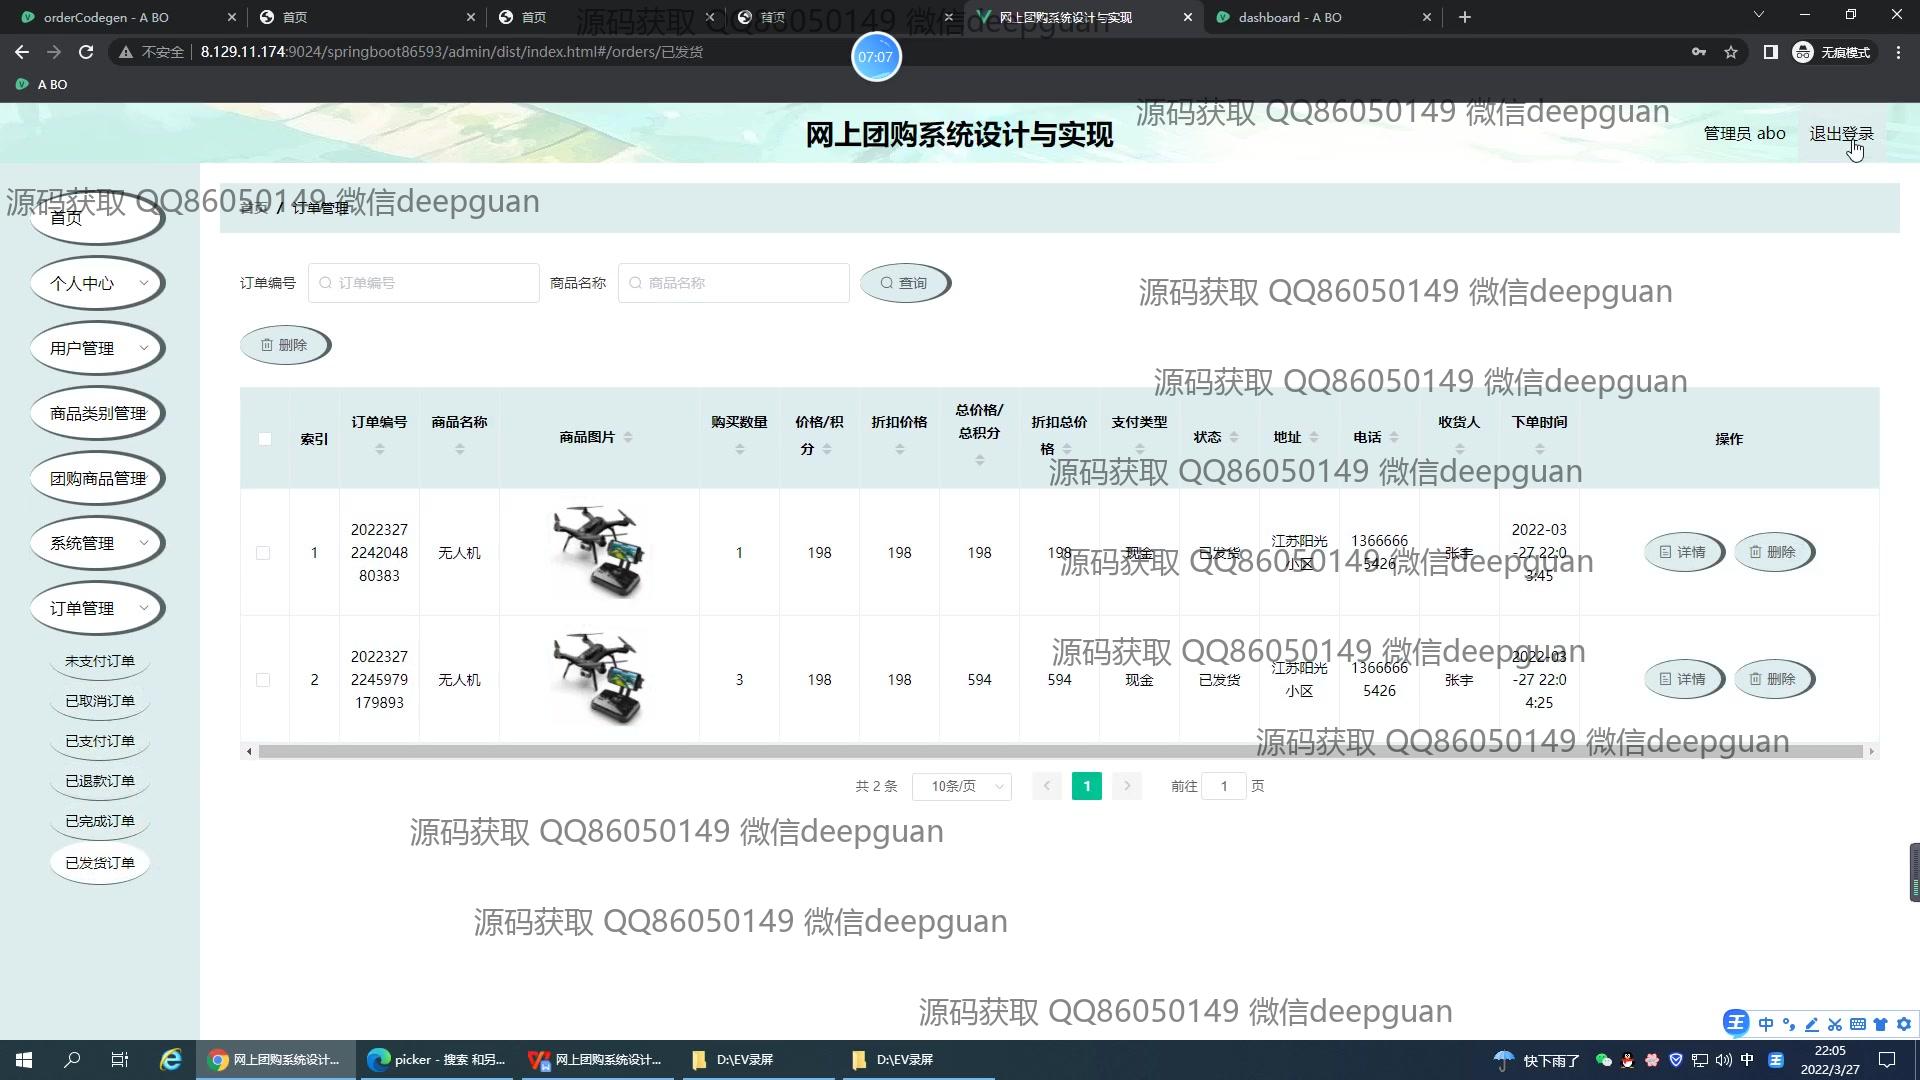 orderCodegen - A BO
首页
首页
首页
网上团购系统设计与实现
dashboard - A BO
源码获取 QQ86050149 微信deepguan
不安全
8.129.11.174:9024/springboot86593/admin/dist/index.html#/orders/已发货
07:07
无痕模式
A BO
源码获取 QQ86050149 微信deepguan
网上团购系统设计与实现
管理员 abo
退出登录
源码获取 QQ86050149 微信deepguan
首页 / 订单管理
首页
个人中心
用户管理
商品类别管理
团购商品管理
系统管理
订单管理
未支付订单
已取消订单
已支付订单
已退款订单
已完成订单
已发货订单
订单编号
订单编号
商品名称
商品名称
查询
源码获取 QQ86050149 微信deepguan
删除
源码获取 QQ86050149 微信deepguan
索引
订单编号
商品名称
商品图片
购买数量
价格/积分
折扣价格
总价格/总积分
折扣总价格
支付类型
状态
地址
电话
收货人
下单时间
操作
源码获取 QQ86050149 微信deepguan
1
2022327
2242048
80383
无人机
1
198
198
198
198
现金
已发货
江苏阳光
小区
1366666
5426
张宇
2022-03
-27 22:0
3:45
详情
删除
源码获取 QQ86050149 微信deepguan
2
2022327
2245979
179893
无人机
3
198
198
594
594
现金
已发货
江苏阳光
小区
1366666
5426
张宇
2022-03
-27 22:0
4:25
详情
删除
源码获取 QQ86050149 微信deepguan
源码获取 QQ86050149 微信deepguan
共 2 条
10条/页
1
前往 1 页
源码获取 QQ86050149 微信deepguan
源码获取 QQ86050149 微信deepguan
源码获取 QQ86050149 微信deepguan
王 中
网上团购系统设计...
picker - 搜索 和另...
网上团购系统设计...
D:\EV录屏
D:\EV录屏
快下雨了
中
王
22:05
2022/3/27